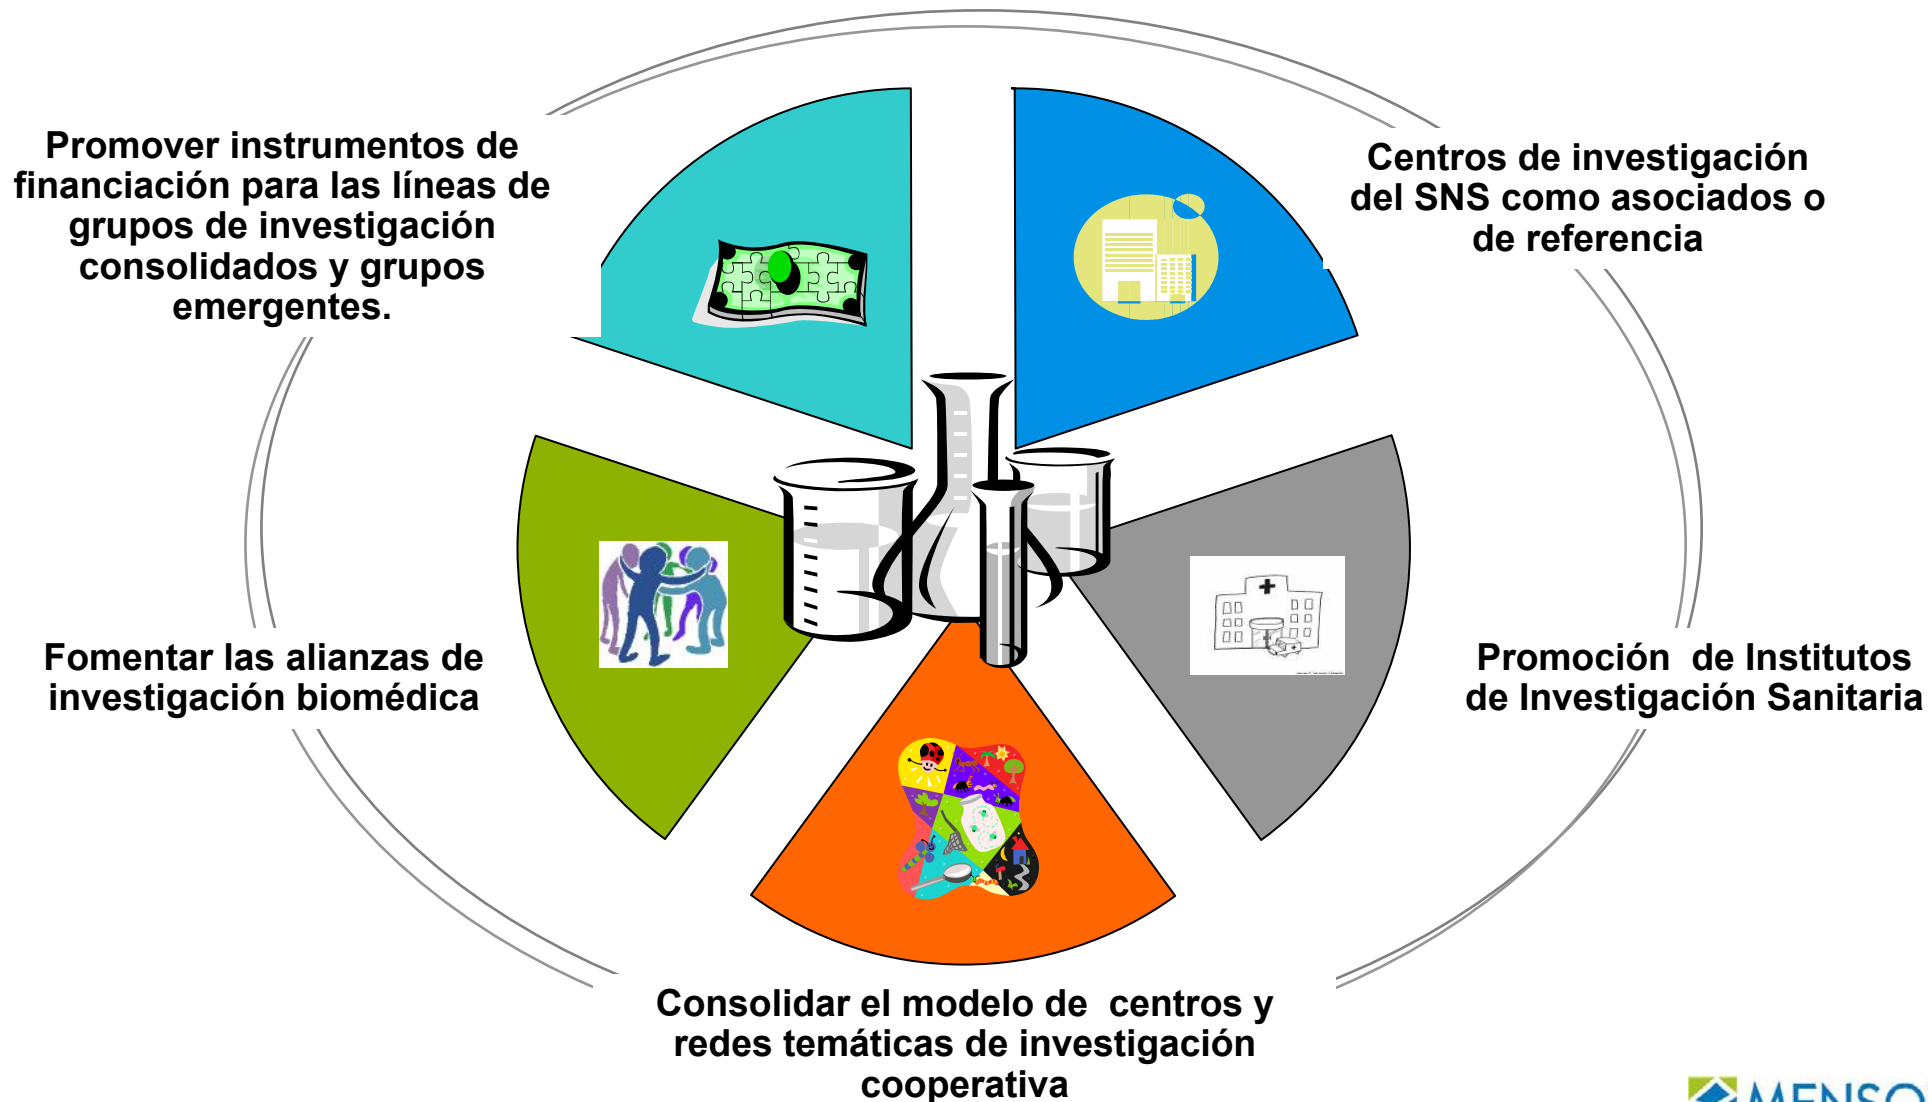 Promover instrumentos de
financiación para las líneas de
grupos de investigación
consolidados y grupos
emergentes.
Centros de investigación
del SNS como asociados o
de referencia
Fomentar las alianzas de
investigación biomédica
Promoción  de Institutos
de Investigación Sanitaria
Consolidar el modelo de  centros y
redes temáticas de investigación
cooperativa